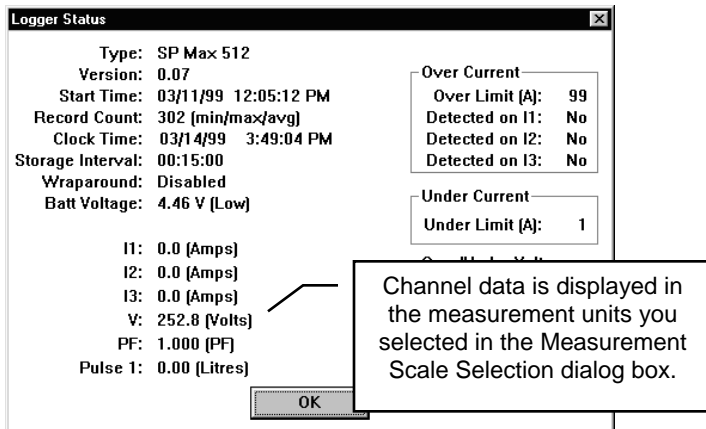 Logger Status
Type: SP Max 512
Version: 0.07
Start Time: 03/11/99 12:05:12 PM
Record Count: 302 (min/max/avg)
Clock Time: 03/14/99 3:49:04 PM
Storage Interval: 00:15:00
Wraparound: Disabled
Batt Voltage: 4.46 V (Low)
I1: 0.0 (Amps)
I2: 0.0 (Amps)
I3: 0.0 (Amps)
V: 252.8 (Volts)
PF: 1.000 (PF)
Pulse 1: 0.00 (Litres)
Over Current
Over Limit (A): 99
Detected on I1: No
Detected on I2: No
Detected on I3: No
Under Current
Under Limit (A): 1
Channel data is displayed in
the measurement units you
selected in the Measurement
Scale Selection dialog box.
OK